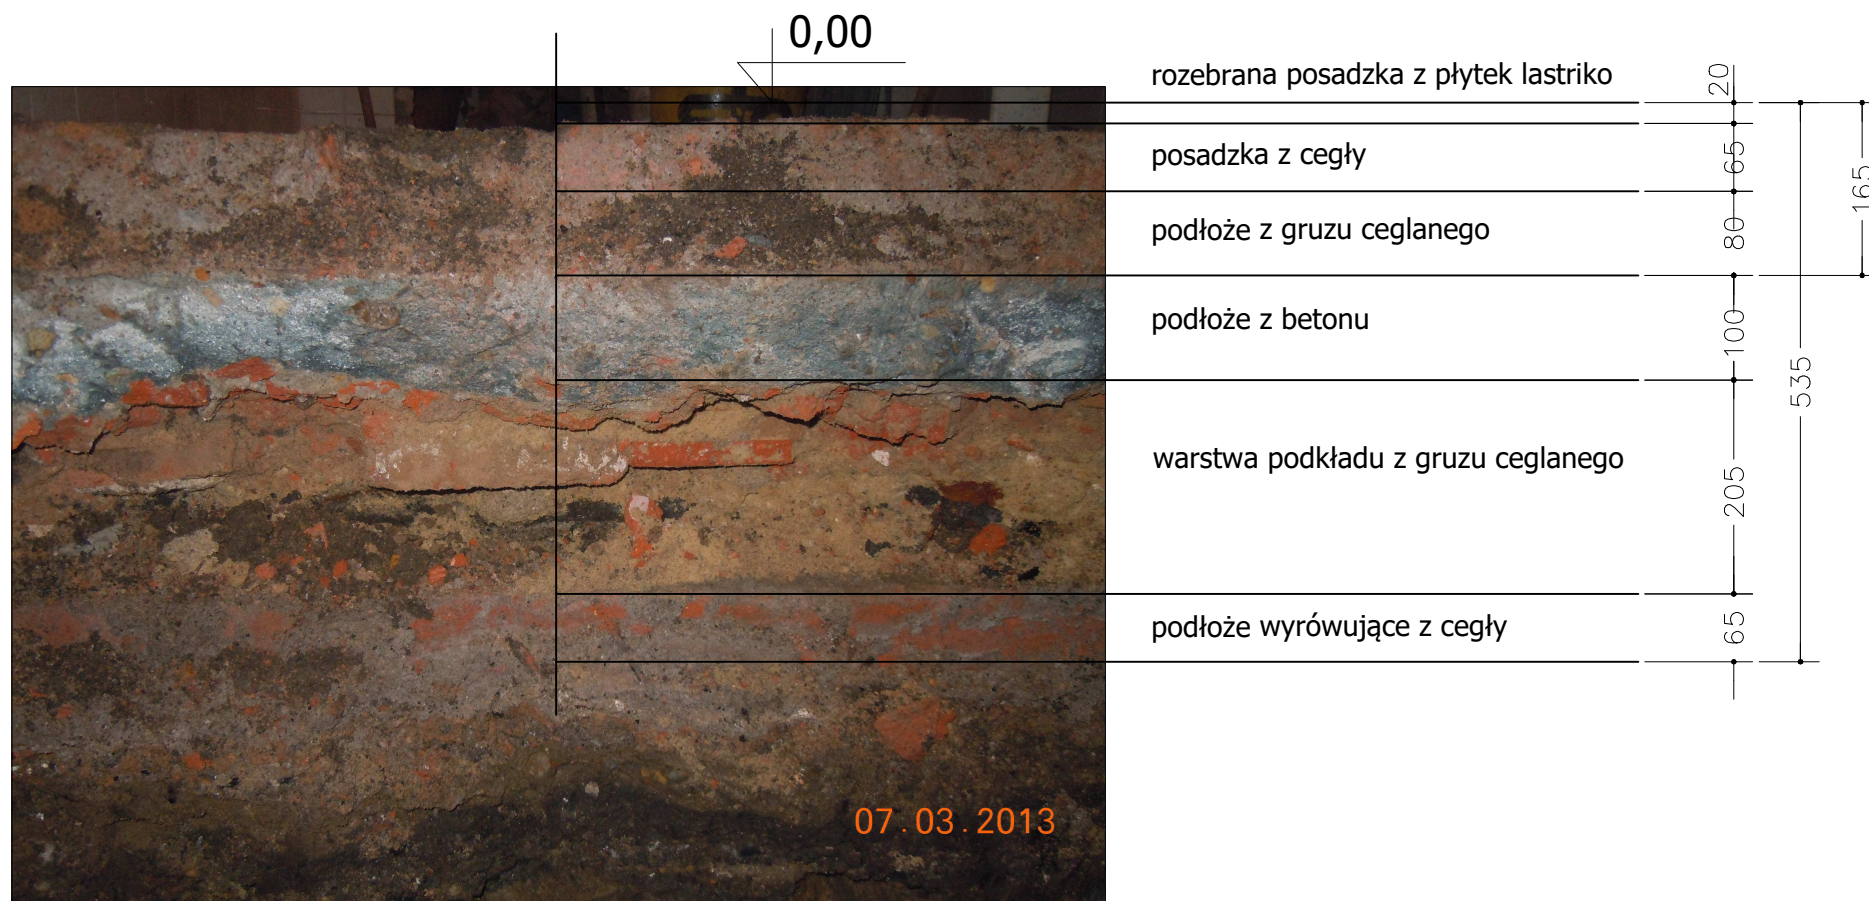 0,00
rozebrana posadzka z płytek lastriko
20
posadzka z cegły
65
165
podłoże z gruzu ceglanego
80
podłoże z betonu
100
535
warstwa podkładu z gruzu ceglanego
205
podłoże wyrówujące z cegły
65
07.03.2013